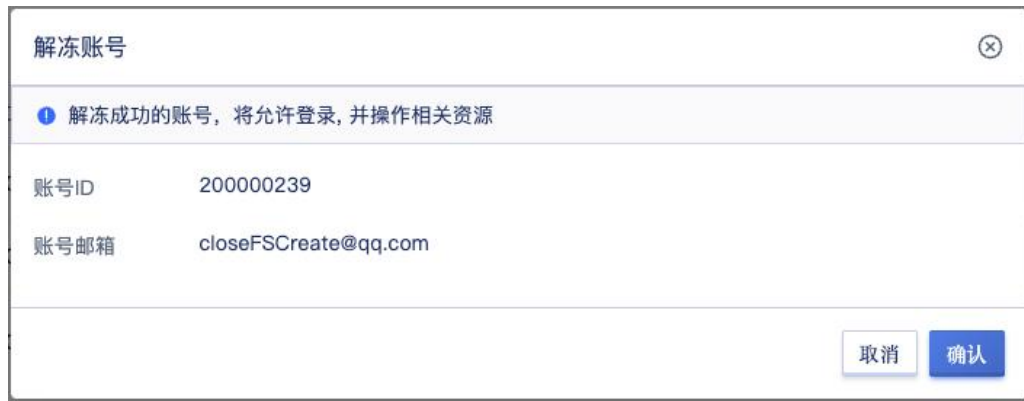 解冻账号
解冻成功的账号，将允许登录, 并操作相关资源
账号ID 200000239
账号邮箱 closeFSCreate@qq.com
取消 确认